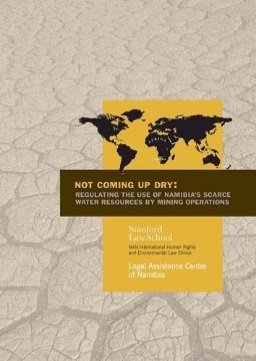 NOT COMING UP DRY:
REGULATING THE USE OF NAMIBIA'S SCARCE
WATER RESOURCES BY MINING OPERATIONS
Stanford
Law School
Mills International Human Rights
and Environmental Law Clinics
Legal Assistance Centre
of Namibia